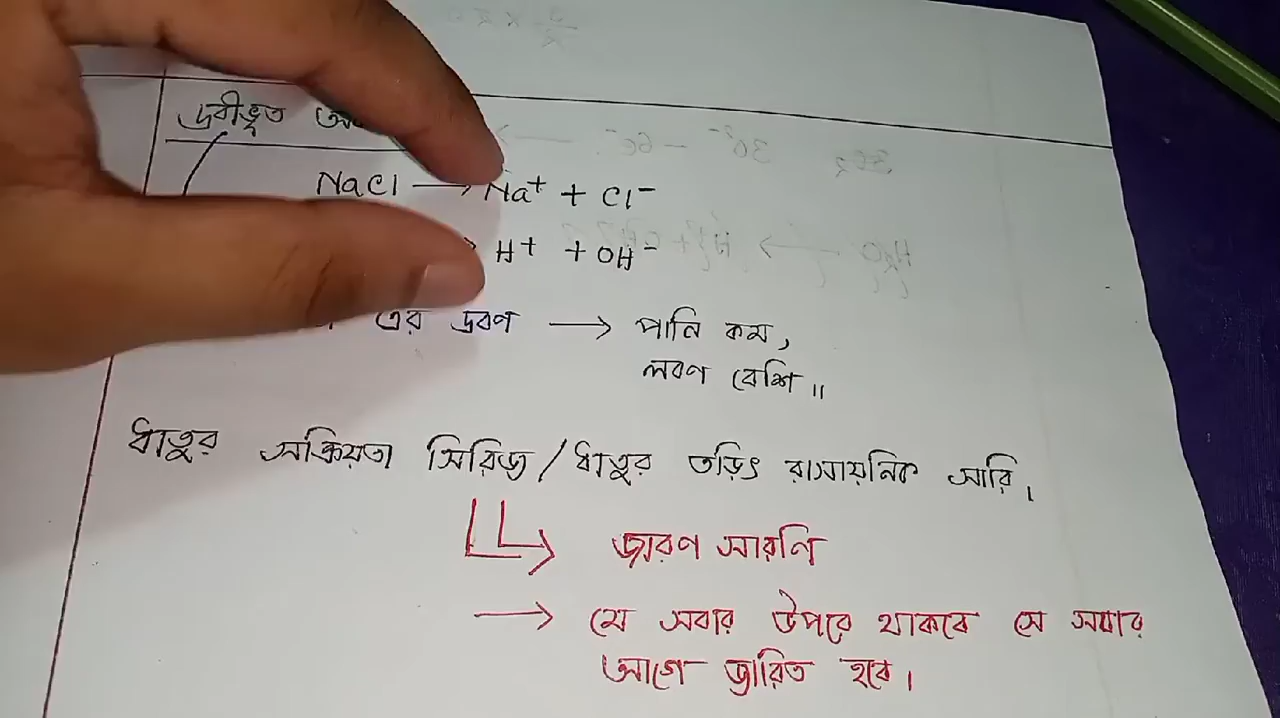 দ্রবীভূত
NaCl → Na⁺ + Cl⁻
H⁺ + OH⁻
এর দ্রবণ → পানি কম,
লবণ বেশি।।
ধাতুর সক্রিয়তা সিরিজ / ধাতুর তড়িৎ রাসায়নিক সারি।
জারণ সারণি
→ যে সবার উপরে থাকবে সে সবার
আগে জারিত হবে।